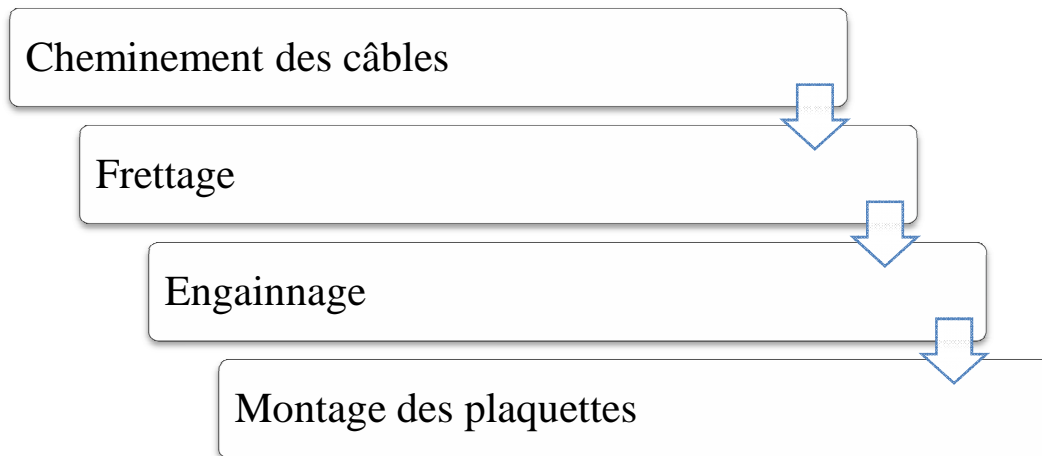 Cheminement des câbles
Frettage
Engainnage
Montage des plaquettes